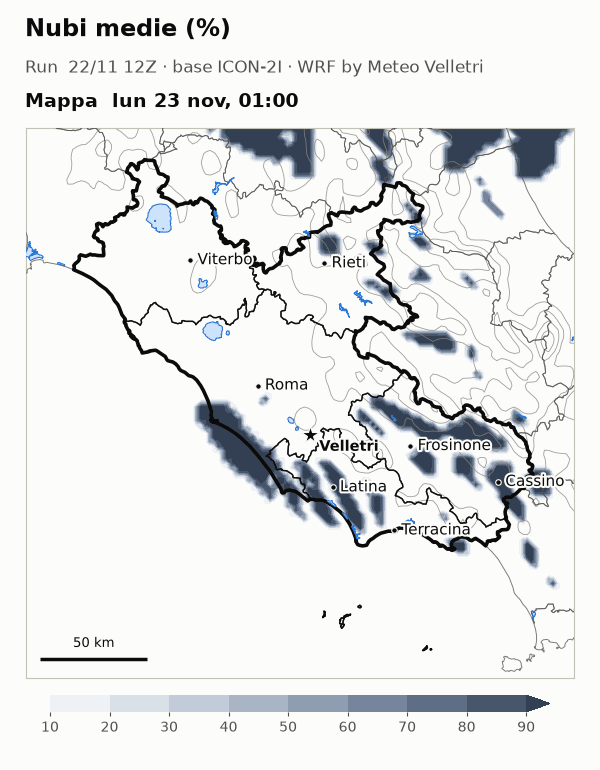 Nubi medie (%)
Run  22/11 12Z · base ICON-2I · WRF by Meteo Velletri
Mappa  lun 23 nov, 01:00
Viterbo
Rieti
Roma
Velletri
Frosinone
Cassino
Latina
Terracina
50 km
10 20 30 40 50 60 70 80 90